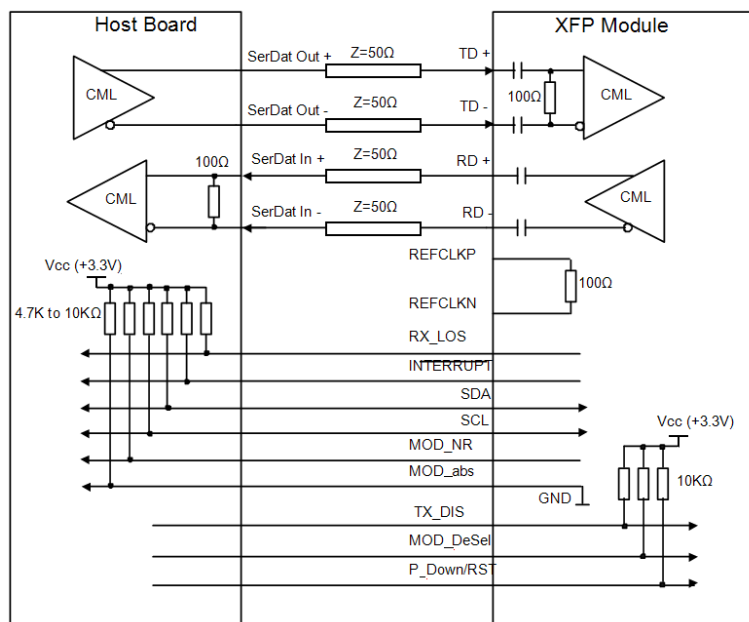 Host Board
XFP Module
SerDat Out +
Z=50Ω
TD +
CML
100Ω
CML
SerDat Out -
Z=50Ω
TD -
SerDat In +
Z=50Ω
RD +
100Ω
CML
CML
SerDat In -
Z=50Ω
RD -
REFCLKP
Vcc (+3.3V)
100Ω
4.7K to 10KΩ
REFCLKN
RX_LOS
INTERRUPT
SDA
SCL
Vcc (+3.3V)
MOD_NR
MOD_abs
10KΩ
GND
TX_DIS
MOD_DeSel
P_Down/RST